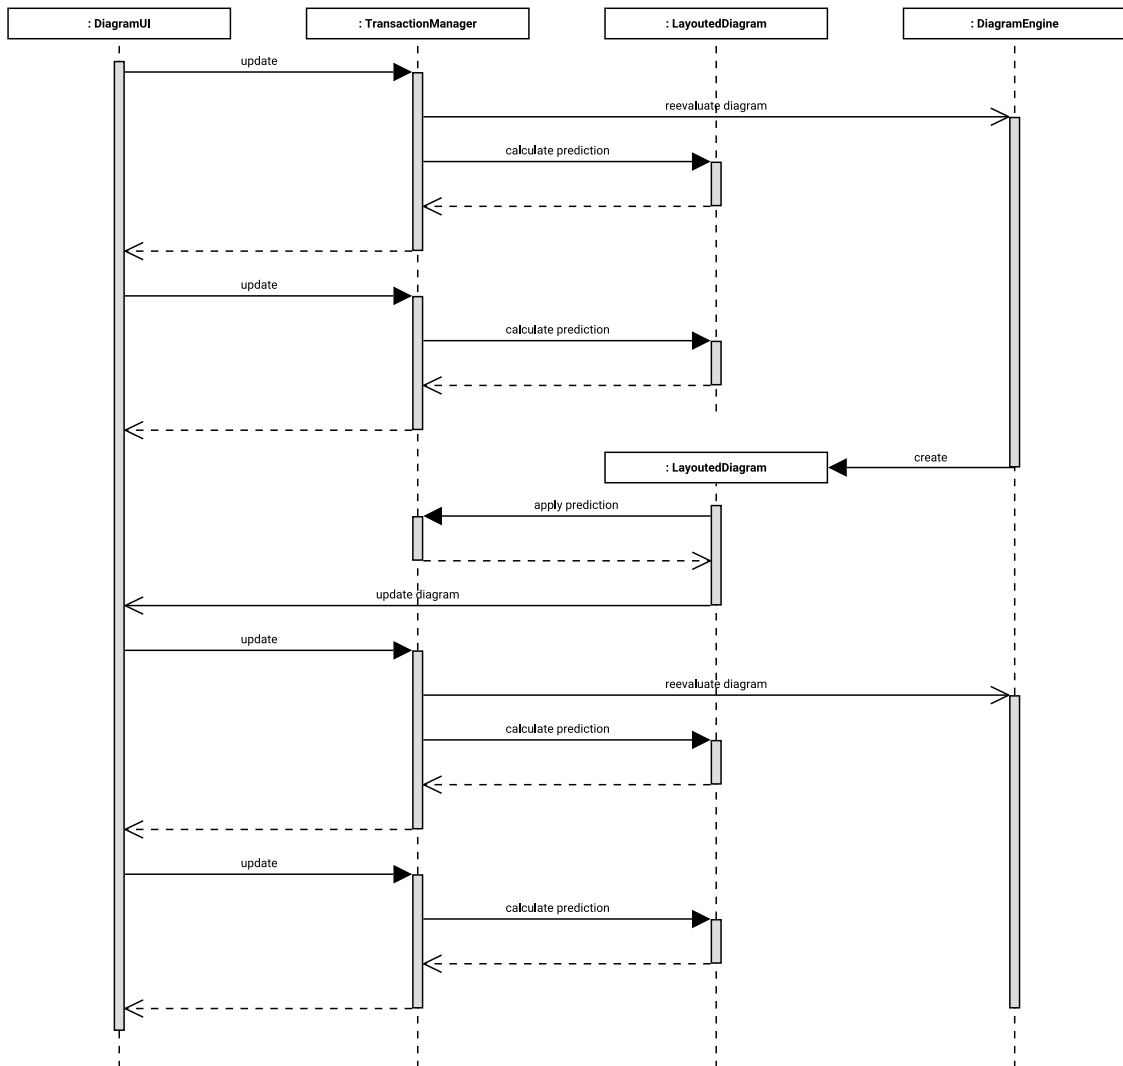 : DiagramUI
: TransactionManager
: LayoutedDiagram
: DiagramEngine
update
reevaluate diagram
calculate prediction
update
calculate prediction
: LayoutedDiagram
create
apply prediction
update diagram
update
reevaluate diagram
calculate prediction
update
calculate prediction